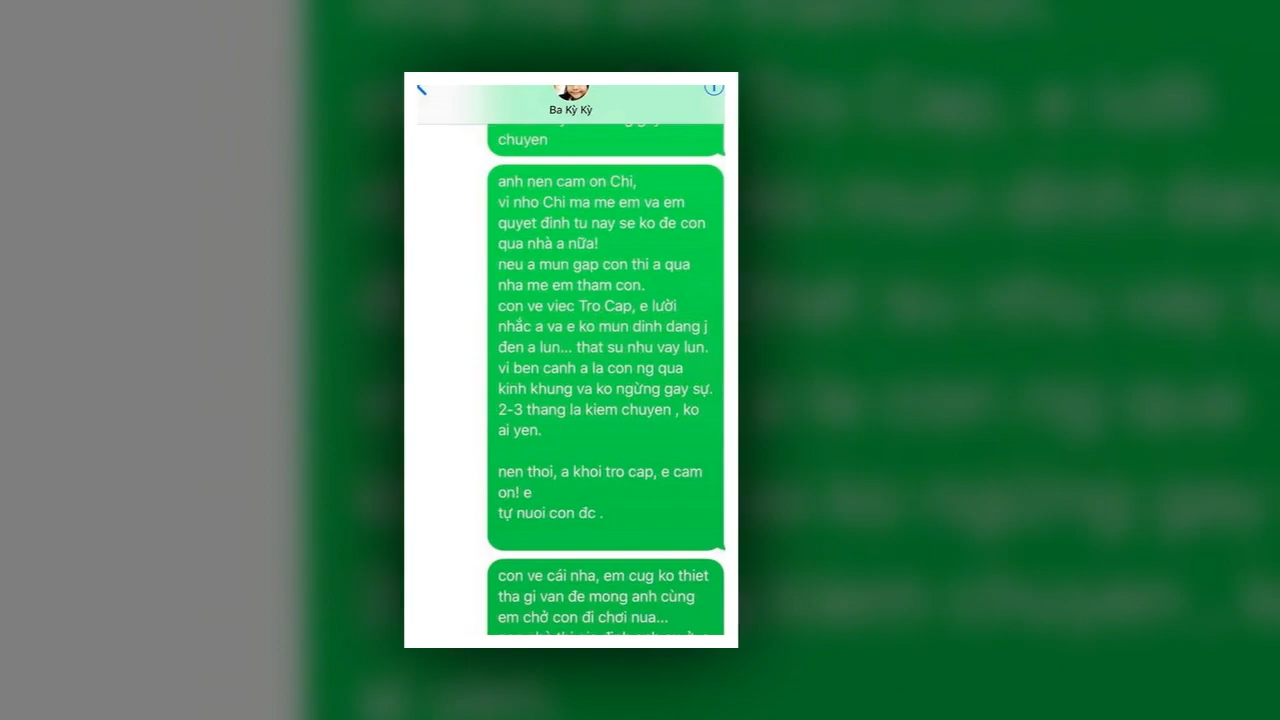 Ba Kỳ Kỳ
chuyen
anh nen cam on Chi,
vi nho Chi ma me em va em
quyet đinh tu nay se ko đe con
qua nhà a nữa!
neu a mun gap con thi a qua
nha me em tham con.
con ve viec Tro Cap, e lười
nhắc a va e ko mun dinh dang j
đen a lun... that su nhu vay lun.
vi ben canh a la con ng qua
kinh khung va ko ngừng gay sự.
2-3 thang la kiem chuyen , ko
ai yen.
nen thoi, a khoi tro cap, e cam
on! e
tự nuoi con đc .
con ve cái nha, em cug ko thiet
tha gi van đe mong anh cùng
em chở con đi chơi nua...